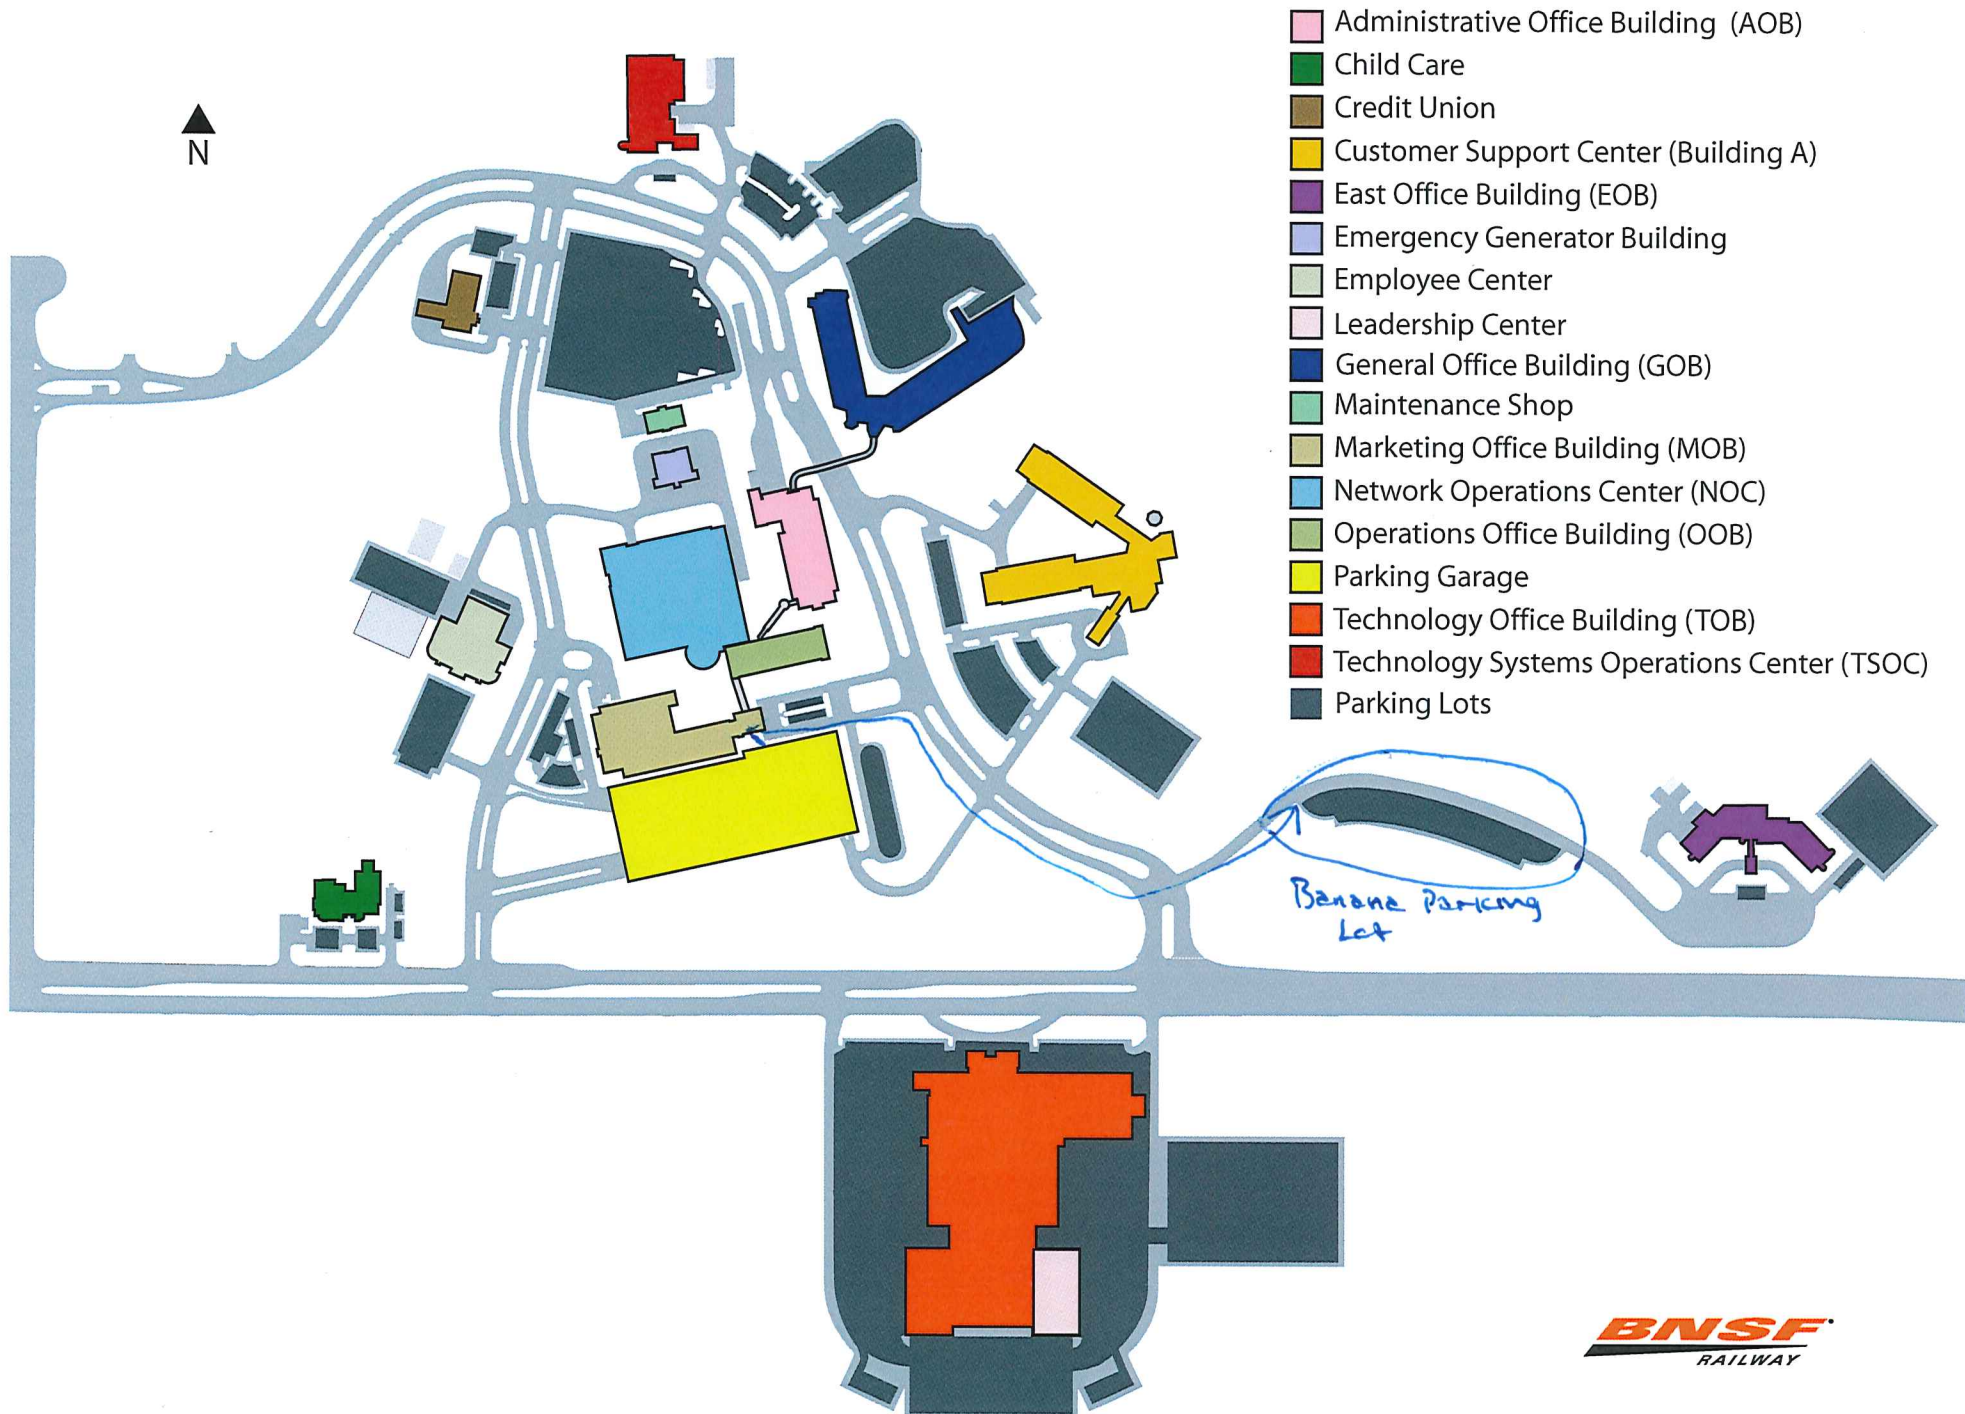 Administrative Office Building (AOB)
Child Care
Credit Union
Customer Support Center (Building A)
East Office Building (EOB)
Emergency Generator Building
Employee Center
Leadership Center
General Office Building (GOB)
Maintenance Shop
Marketing Office Building (MOB)
Network Operations Center (NOC)
Operations Office Building (OOB)
Parking Garage
Technology Office Building (TOB)
Technology Systems Operations Center (TSOC)
Parking Lots
N
Banana Parking
Lot
BNSF
RAILWAY